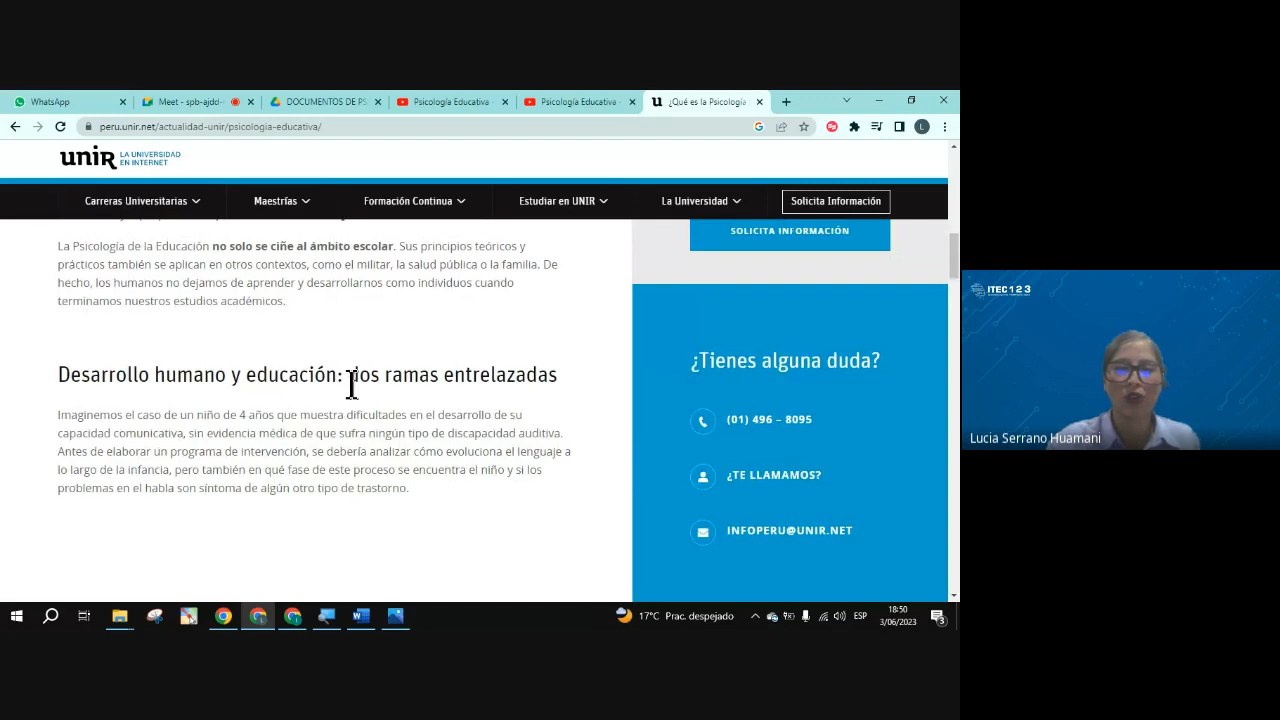 WhatsApp
Meet - spb-ajdd-
DOCUMENTOS DE PS
Psicología Educativa -
Psicología Educativa -
¿Qué es la Psicología
peru.unir.net/actualidad-unir/psicologia-educativa/
L
unir LA UNIVERSIDAD
EN INTERNET
Carreras Universitarias
Maestrías
Formación Continua
Estudiar en UNIR
La Universidad
Solicita Información
La Psicología de la Educación no solo se ciñe al ámbito escolar. Sus principios teóricos y
prácticos también se aplican en otros contextos, como el militar, la salud pública o la familia. De
hecho, los humanos no dejamos de aprender y desarrollarnos como individuos cuando
terminamos nuestros estudios académicos.
Desarrollo humano y educación: dos ramas entrelazadas
Imaginemos el caso de un niño de 4 años que muestra dificultades en el desarrollo de su
capacidad comunicativa, sin evidencia médica de que sufra ningún tipo de discapacidad auditiva.
Antes de elaborar un programa de intervención, se debería analizar cómo evoluciona el lenguaje a
lo largo de la infancia, pero también en qué fase de este proceso se encuentra el niño y si los
problemas en el habla son síntoma de algún otro tipo de trastorno.
SOLICITA INFORMACIÓN
¿Tienes alguna duda?
(01) 496 – 8095
¿TE LLAMAMOS?
INFOPERU@UNIR.NET
ITEC 1 2 3
Lucia Serrano Huamani
17°C Prac. despejado
ESP
18:50
3/06/2023
3